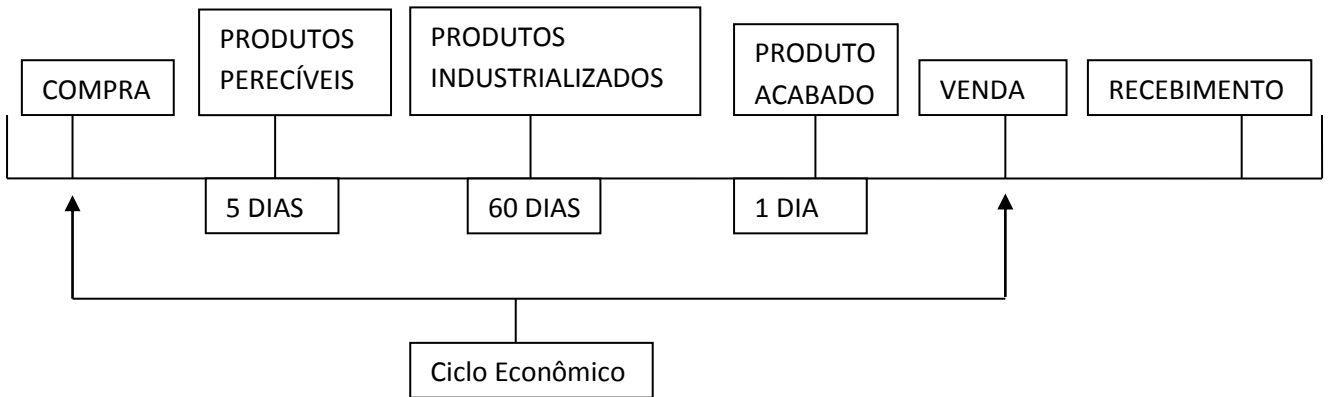 COMPRA
PRODUTOS
PERECÍVEIS
PRODUTOS
INDUSTRIALIZADOS
PRODUTO
ACABADO
VENDA
RECEBIMENTO
5 DIAS
60 DIAS
1 DIA
Ciclo Econômico